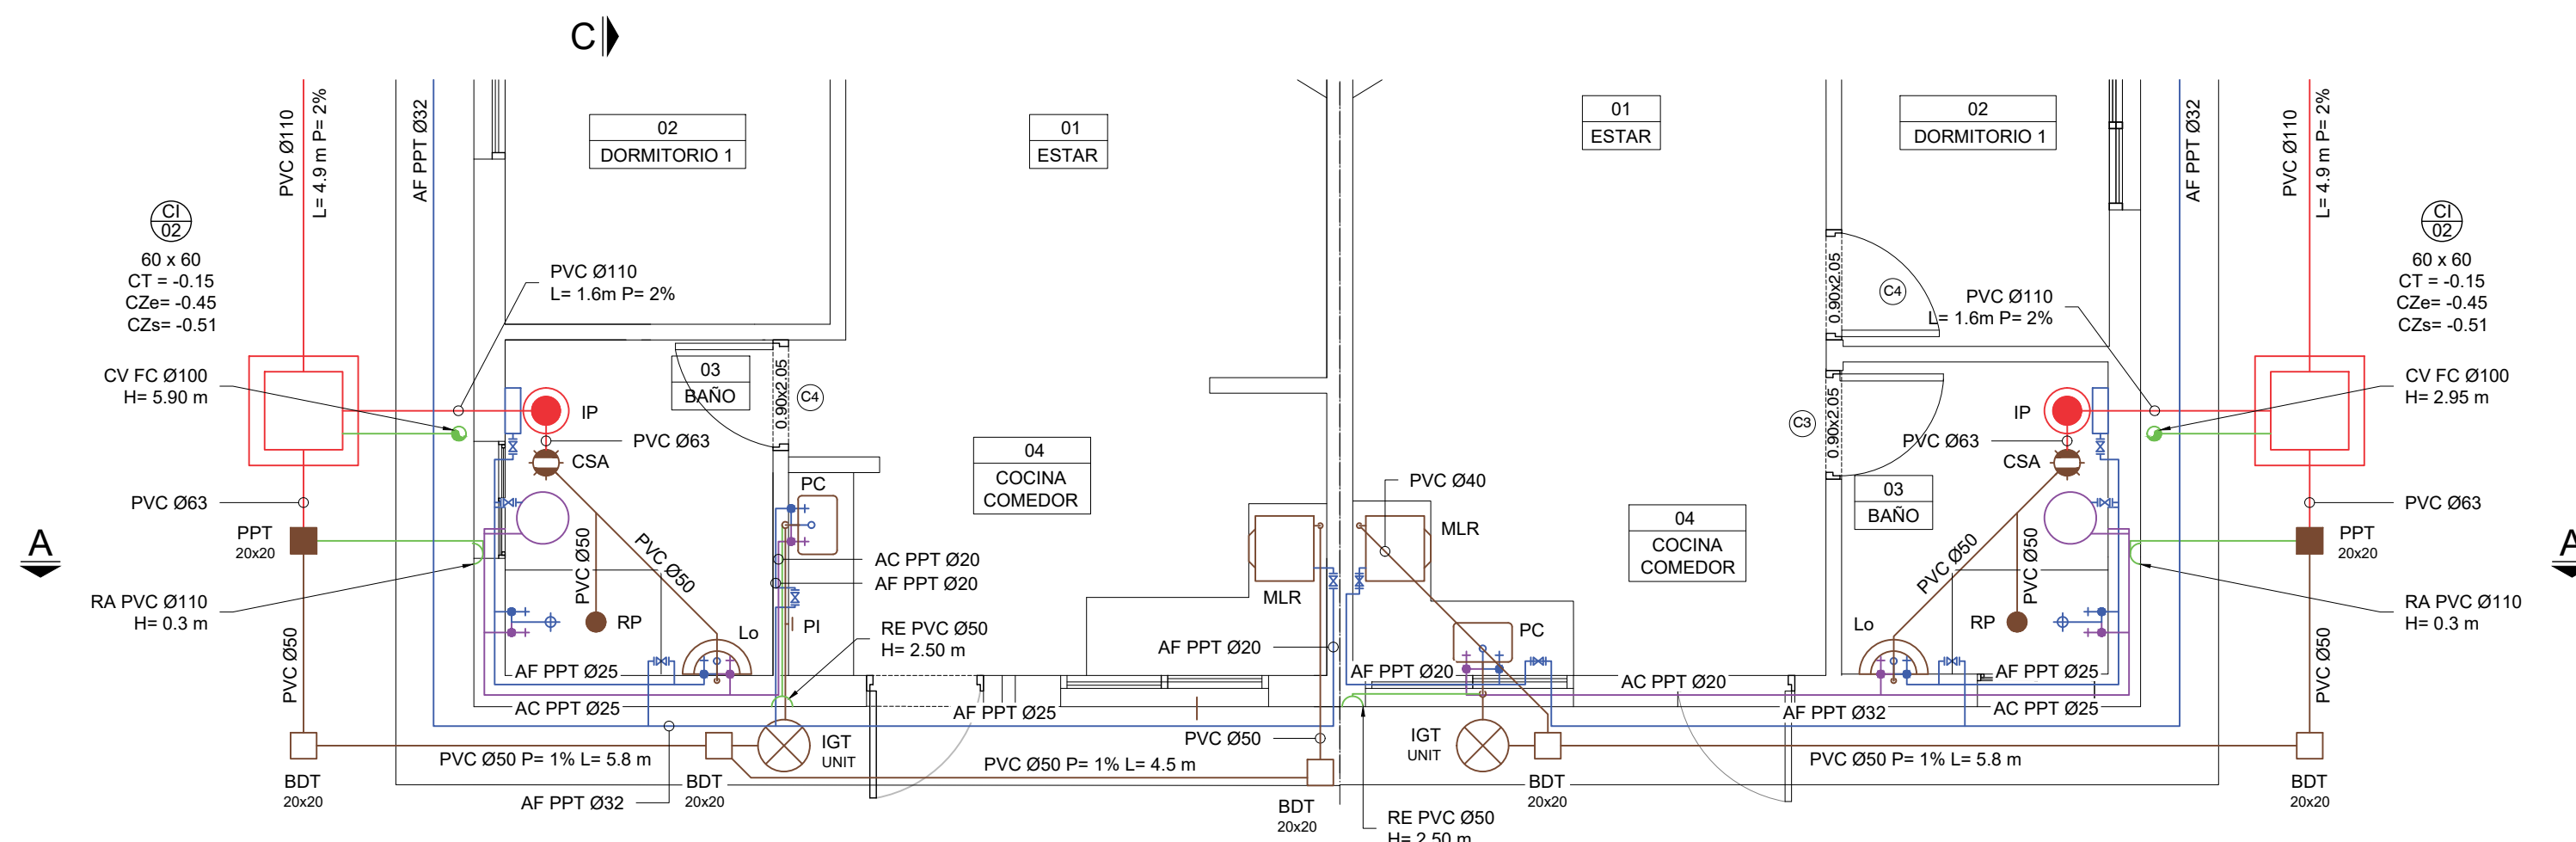 C
PVC Ø110
L= 4.9 m P= 2%
AF PPT Ø32
02
DORMITORIO 1
01
ESTAR
01
ESTAR
02
DORMITORIO 1
AF PPT Ø32
PVC Ø110
L= 4.9 m P= 2%
CI
02
60 x 60
CT = -0.15
CZe= -0.45
CZs= -0.51
PVC Ø110
L= 1.6m P= 2%
0.90x2.05
C4
PVC Ø110
L= 1.6m P= 2%
CI
02
60 x 60
CT = -0.15
CZe= -0.45
CZs= -0.51
CV FC Ø100
H= 5.90 m
IP
03
BAÑO
0.90x2.05
C4
C3
0.90x2.05
IP
CV FC Ø100
H= 2.95 m
PVC Ø63
CSA
04
COCINA
COMEDOR
PVC Ø63
CSA
PVC Ø63
PPT
20x20
PC
PVC Ø40
MLR
04
COCINA
COMEDOR
03
BAÑO
PVC Ø63
PPT
20x20
A
A
PVC Ø50
PVC Ø50
AC PPT Ø20
AF PPT Ø20
MLR
PVC Ø50
PVC Ø50
RA PVC Ø110
H= 0.3 m
RP
Lo
PI
RE PVC Ø50
H= 2.50 m
AF PPT Ø20
PC
Lo
RP
RA PVC Ø110
H= 0.3 m
PVC Ø50
AF PPT Ø25
AF PPT Ø20
AC PPT Ø20
AF PPT Ø25
PVC Ø50
AC PPT Ø25
AF PPT Ø25
AF PPT Ø32
AC PPT Ø25
PVC Ø50 P= 1% L= 5.8 m
IGT
UNIT
PVC Ø50 P= 1% L= 4.5 m
PVC Ø50
IGT
UNIT
PVC Ø50 P= 1% L= 5.8 m
BDT
20x20
AF PPT Ø32
BDT
20x20
BDT
20x20
BDT
20x20
BDT
20x20
RE PVC Ø50
H= 2.50 m